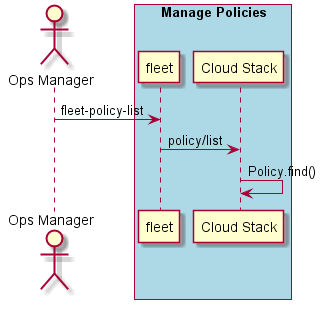 Manage Policies
Ops Manager
fleet
Cloud Stack
fleet-policy-list
policy/list
Policy.find()
Ops Manager
fleet
Cloud Stack